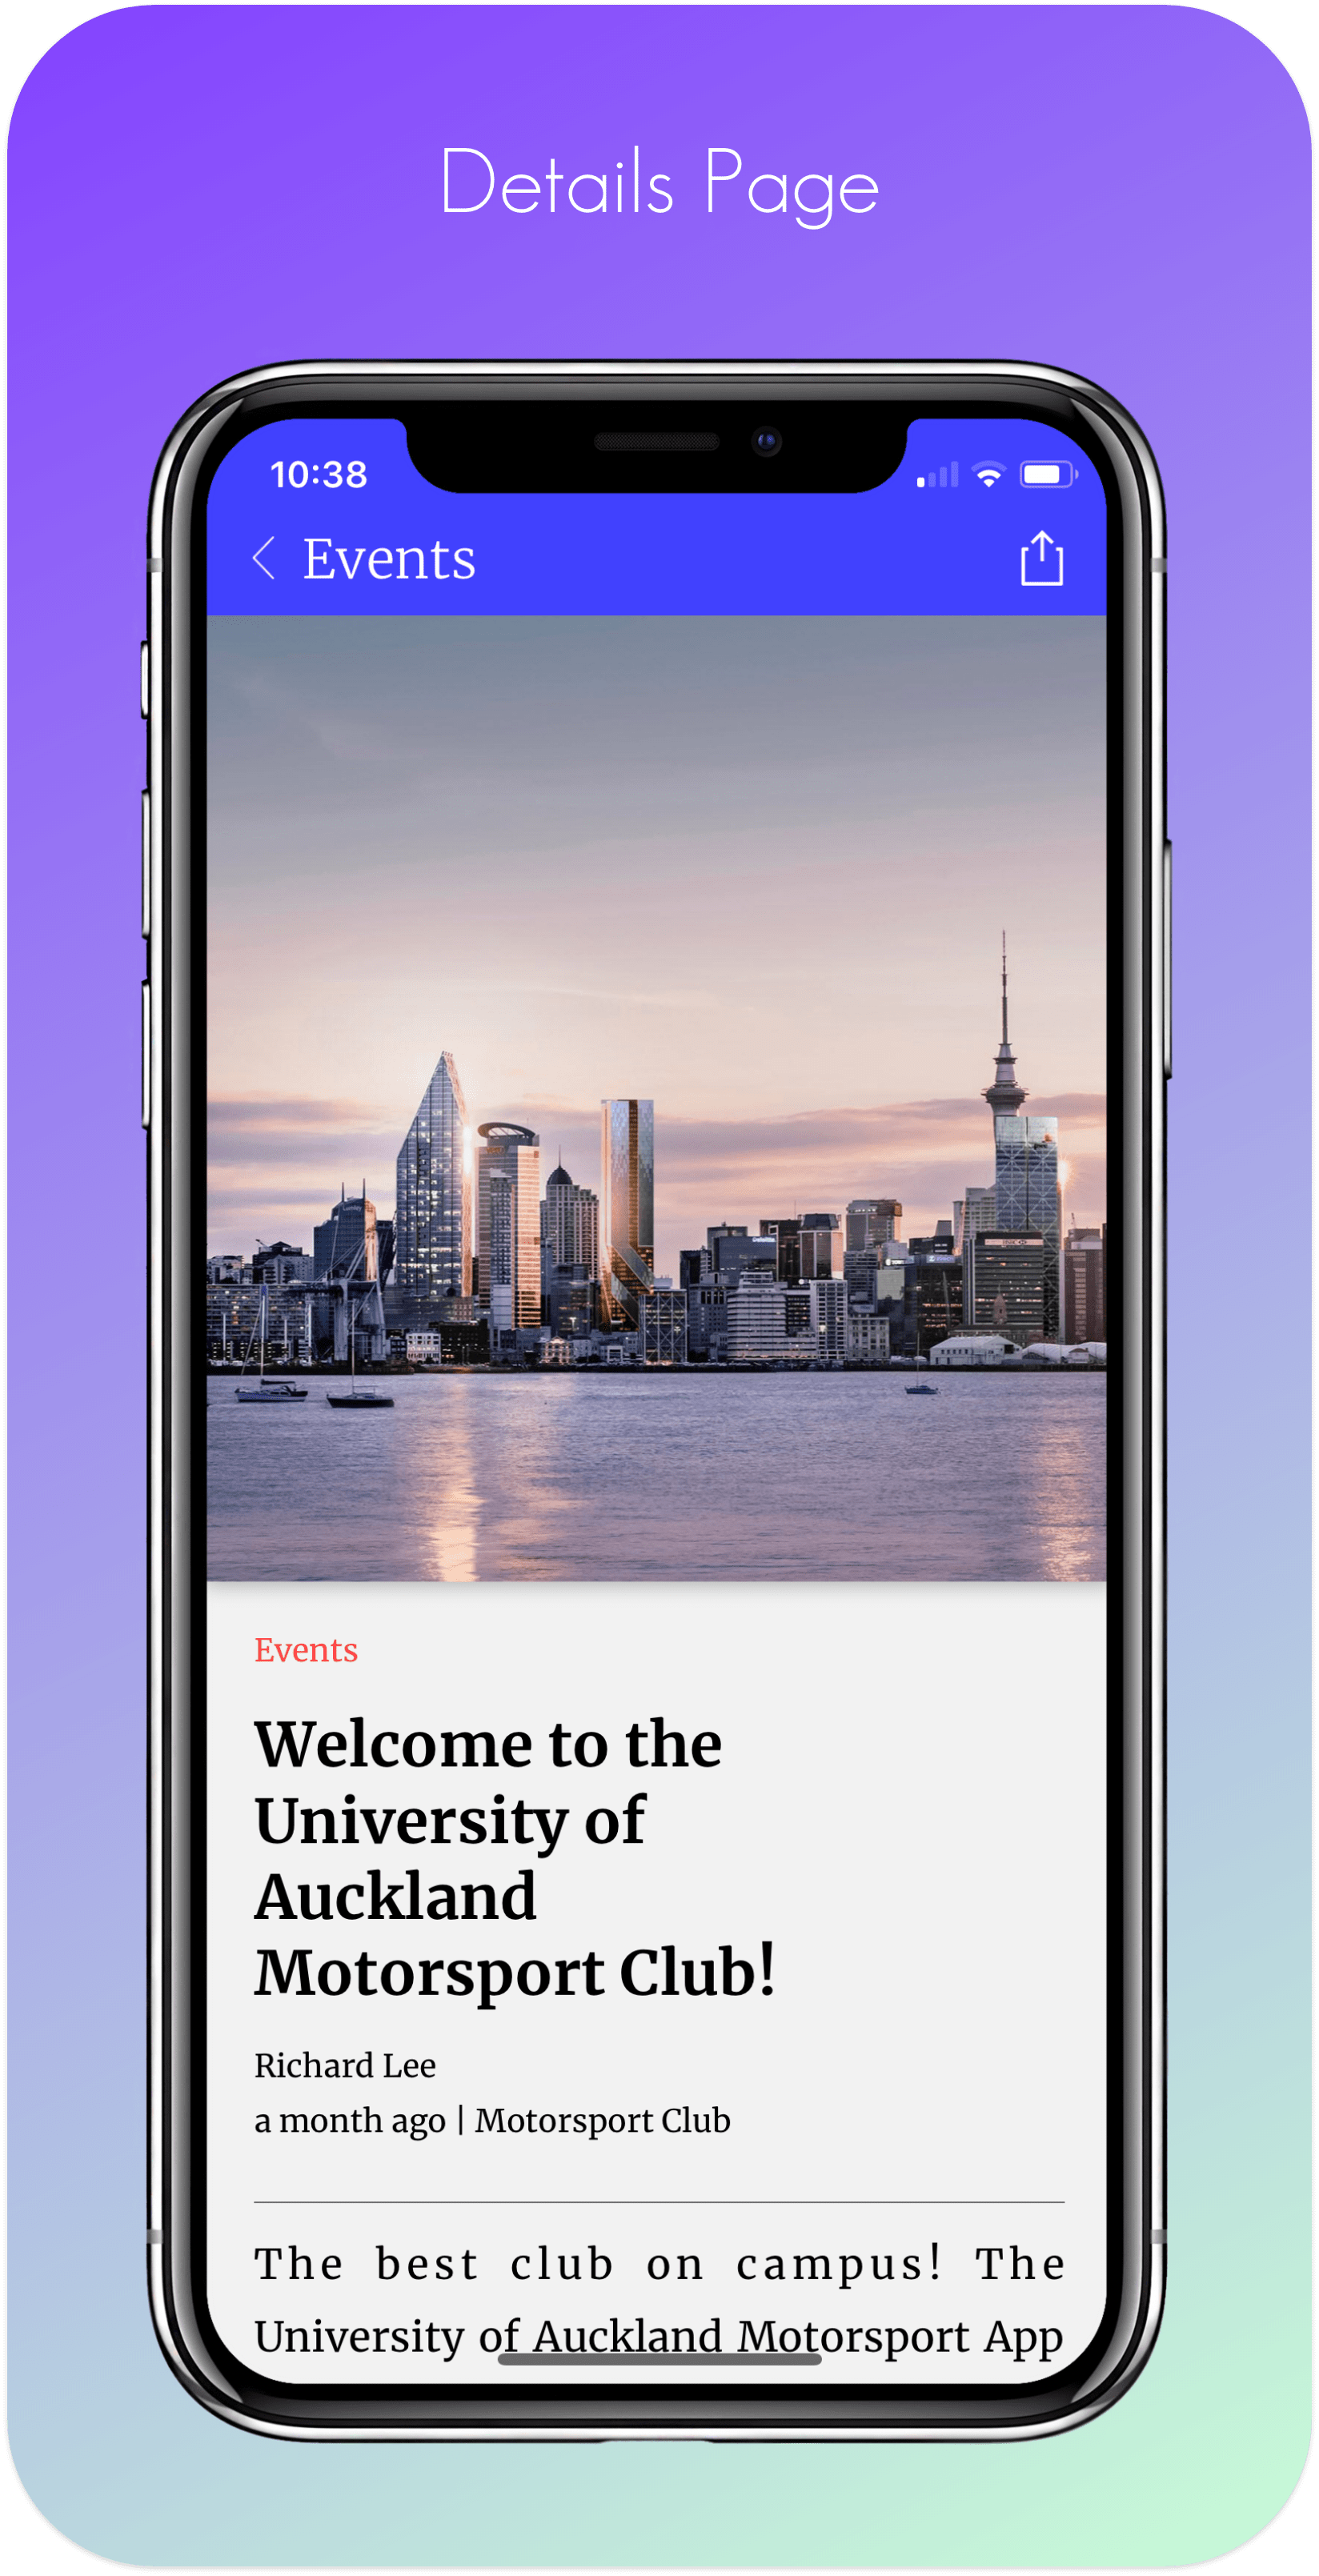 Details Page
10:38
Events
Events
Welcome to the
University of
Auckland
Motorsport Club!
Richard Lee
a month ago | Motorsport Club
The best club on campus! The
University of Auckland Motorsport App